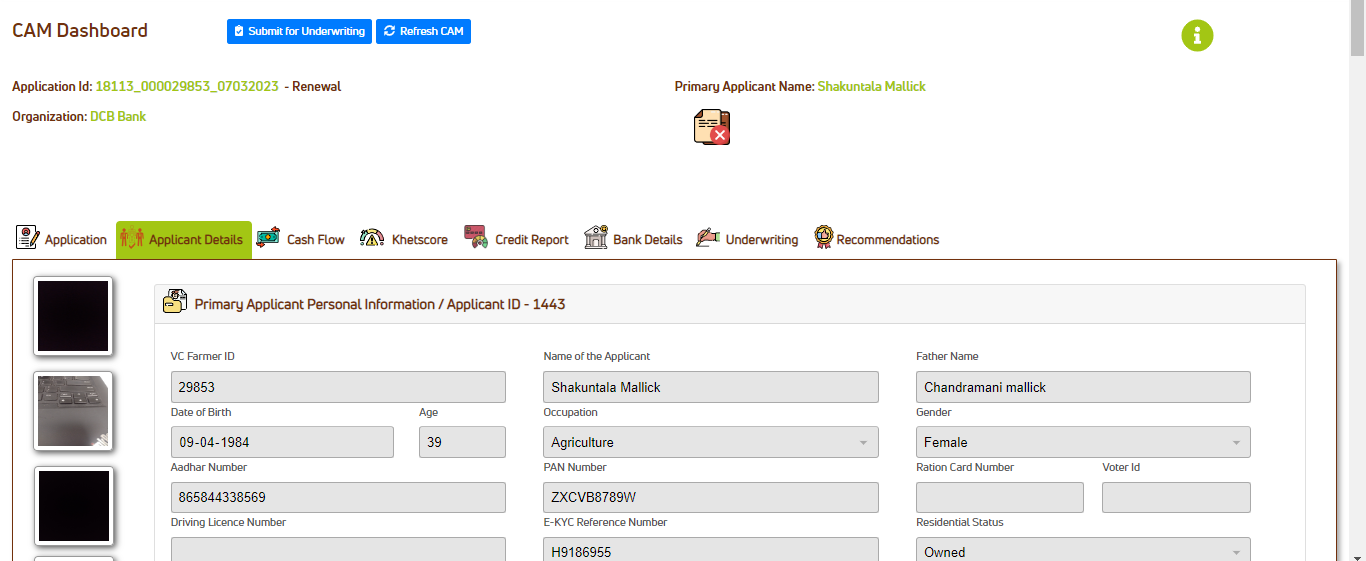 CAM Dashboard
Submit for Underwriting
Refresh CAM
Application Id: 18113_000029853_07032023 - Renewal
Primary Applicant Name: Shakuntala Mallick
Organization: DCB Bank
Application
Applicant Details
Cash Flow
Khetscore
Credit Report
Bank Details
Underwriting
Recommendations
Primary Applicant Personal Information / Applicant ID - 1443
VC Farmer ID
Name of the Applicant
Father Name
29853
Shakuntala Mallick
Chandramani mallick
Date of Birth
Age
Occupation
Gender
09-04-1984
39
Agriculture
Female
Aadhar Number
PAN Number
Ration Card Number
Voter Id
865844338569
ZXCVB8789W
Driving Licence Number
E-KYC Reference Number
Residential Status
H9186955
Owned